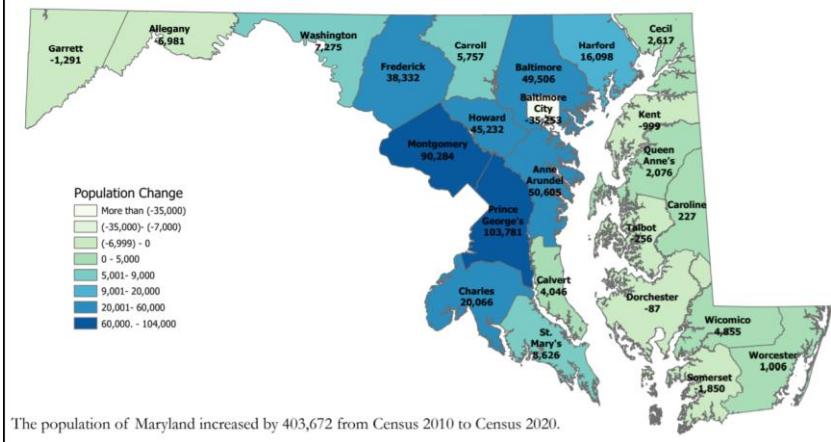 Garrett
-1,291
Allegany
-6,981
Washington
7,275
Frederick
38,332
Carroll
5,757
Baltimore
49,506
Baltimore
City
-35,253
Harford
16,098
Cecil
2,617
Kent
-999
Queen
Anne's
2,076
Howard
45,232
Montgomery
90,284
Anne
Arundel
50,605
Prince
George's
103,781
Caroline
227
Talbot
-256
Calvert
4,046
Charles
20,066
St.
Mary's
8,626
Dorchester
-87
Wicomico
4,855
Worcester
1,006
Somerset
-1,850
Population Change
More than (-35,000)
(-35,000)- (-7,000)
(-6,999) - 0
0 - 5,000
5,001- 9,000
9,001- 20,000
20,001- 60,000
60,000. - 104,000
The population of Maryland increased by 403,672 from Census 2010 to Census 2020.